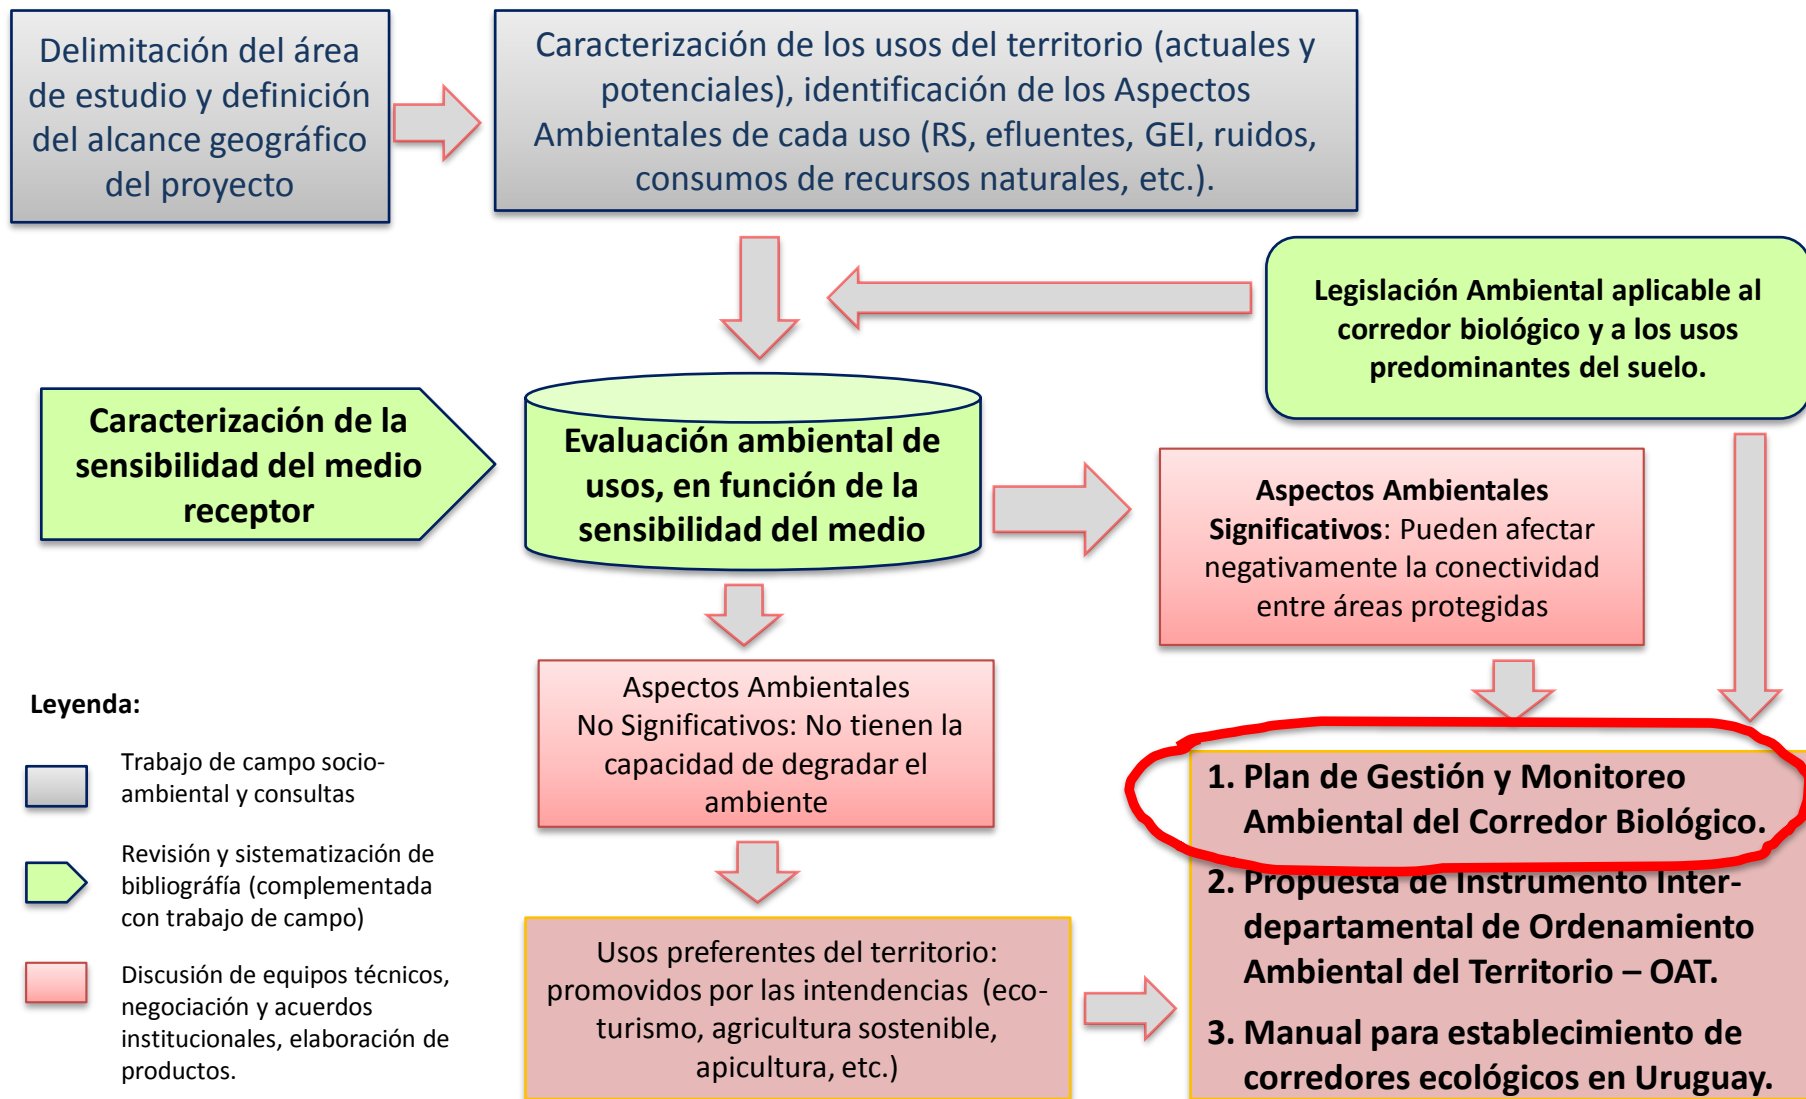 Delimitación del área
de estudio y definición
del alcance geográfico
del proyecto
Caracterización de los usos del territorio (actuales y
potenciales), identificación de los Aspectos
Ambientales de cada uso (RS, efluentes, GEI, ruidos,
consumos de recursos naturales, etc.).
Legislación Ambiental aplicable al
corredor biológico y a los usos
predominantes del suelo.
Caracterización de la
sensibilidad del medio
receptor
Evaluación ambiental de
usos, en función de la
sensibilidad del medio
Aspectos Ambientales
Significativos: Pueden afectar
negativamente la conectividad
entre áreas protegidas
Aspectos Ambientales
No Significativos: No tienen la
capacidad de degradar el
ambiente
Leyenda:
Trabajo de campo socio-
ambiental y consultas
Revisión y sistematización de
bibliográfía (complementada
con trabajo de campo)
Discusión de equipos técnicos,
negociación y acuerdos
institucionales, elaboración de
productos.
Usos preferentes del territorio:
promovidos por las intendencias (eco-
turismo, agricultura sostenible,
apicultura, etc.)
1. Plan de Gestión y Monitoreo
Ambiental del Corredor Biológico.
2. Propuesta de Instrumento Inter-
departamental de Ordenamiento
Ambiental del Territorio – OAT.
3. Manual para establecimiento de
corredores ecológicos en Uruguay.